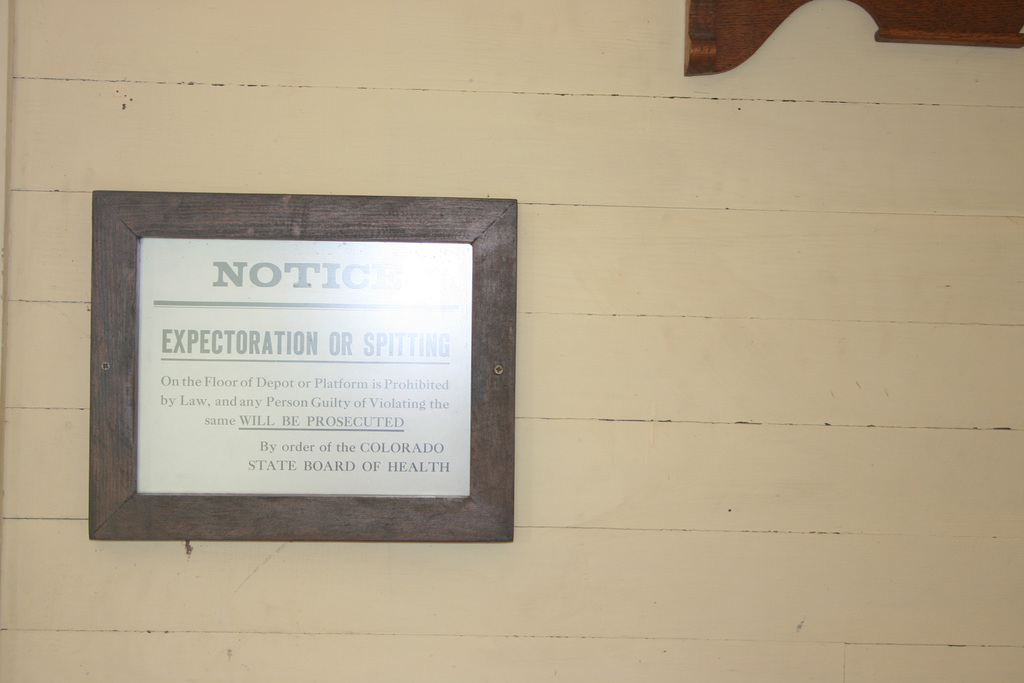 NOTICE
EXPECTORATION OR SPITTING
On the Floor of Depot or Platform is Prohibited
by Law, and any Person Guilty of Violating the
same WILL BE PROSECUTED
By order of the COLORADO
STATE BOARD OF HEALTH